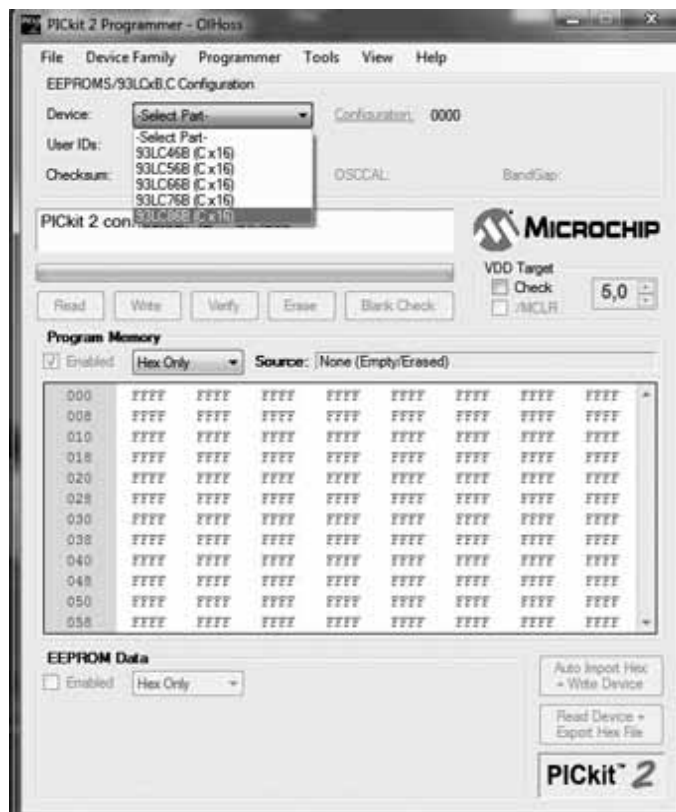 PICkit 2 Programmer - OlHoss
File Device Family Programmer Tools View Help
EEPROMS/93LCxB,C Configuration
Device: -Select Part- Configuration: 0000
-Select Part-
User IDs:
93LC46B (C x16)
93LC56B (C x16)
Checksum: OSCCAL: BandGap:
93LC66B (C x16)
93LC76B (C x16)
93LC86B (C x16)
PICkit 2 con
MICROCHIP
VDD Target
Check
/MCLR
5,0
Read Write Verify Erase Blank Check
Program Memory
Enabled Hex Only Source: None (Empty/Erased)
000 FFFF FFFF FFFF FFFF FFFF FFFF FFFF FFFF
008 FFFF FFFF FFFF FFFF FFFF FFFF FFFF FFFF
010 FFFF FFFF FFFF FFFF FFFF FFFF FFFF FFFF
018 FFFF FFFF FFFF FFFF FFFF FFFF FFFF FFFF
020 FFFF FFFF FFFF FFFF FFFF FFFF FFFF FFFF
028 FFFF FFFF FFFF FFFF FFFF FFFF FFFF FFFF
030 FFFF FFFF FFFF FFFF FFFF FFFF FFFF FFFF
038 FFFF FFFF FFFF FFFF FFFF FFFF FFFF FFFF
040 FFFF FFFF FFFF FFFF FFFF FFFF FFFF FFFF
048 FFFF FFFF FFFF FFFF FFFF FFFF FFFF FFFF
050 FFFF FFFF FFFF FFFF FFFF FFFF FFFF FFFF
058 FFFF FFFF FFFF FFFF FFFF FFFF FFFF FFFF
EEPROM Data
Enabled Hex Only
Auto Import Hex
+ Write Device
Read Device +
Export Hex File
PICkit™ 2